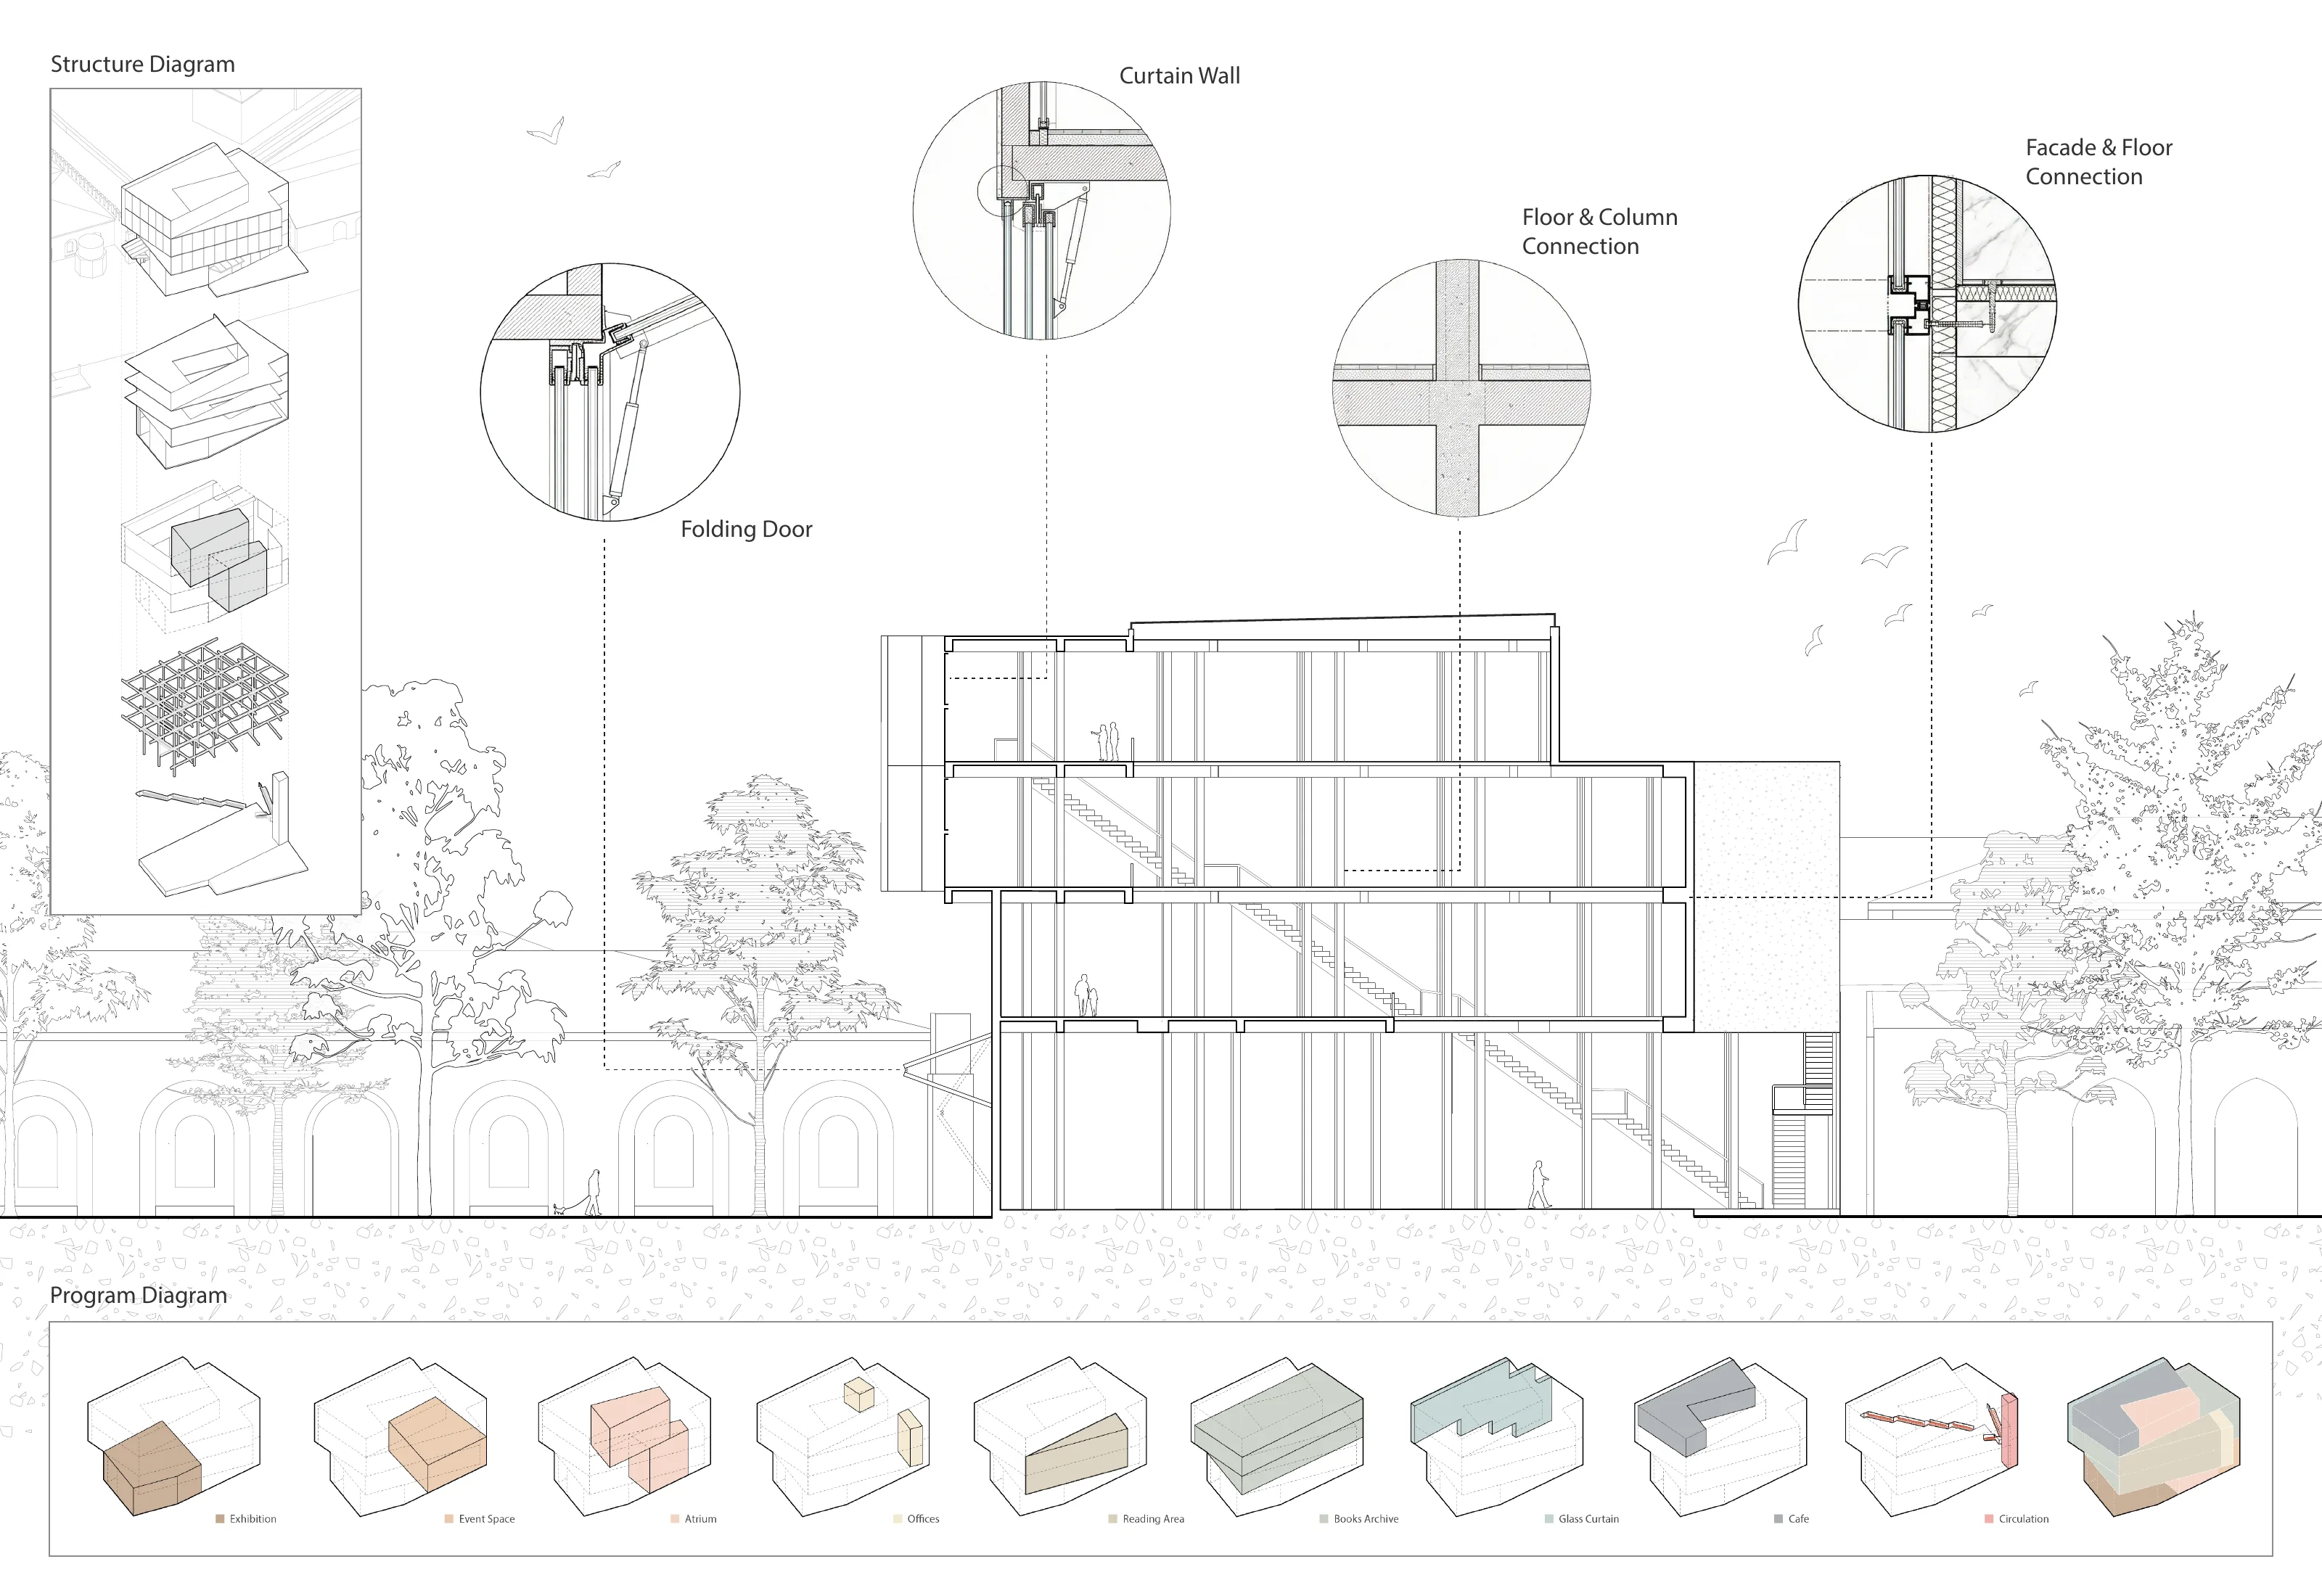 Structure Diagram
Curtain Wall
Facade & Floor
Connection
Floor & Column
Connection
Folding Door
Program Diagram
Exhibition
Event Space
Atrium
Offices
Reading Area
Books Archive
Glass Curtain
Cafe
Circulation